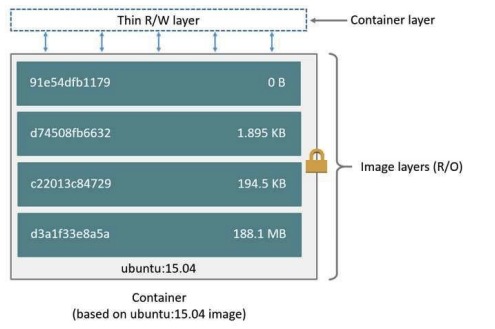 Thin R/W layer
Container layer
91e54dfb1179 0 B
d74508fb6632 1.895 KB
c22013c84729 194.5 KB
d3a1f33e8a5a 188.1 MB
Image layers (R/O)
ubuntu:15.04
Container
(based on ubuntu:15.04 image)